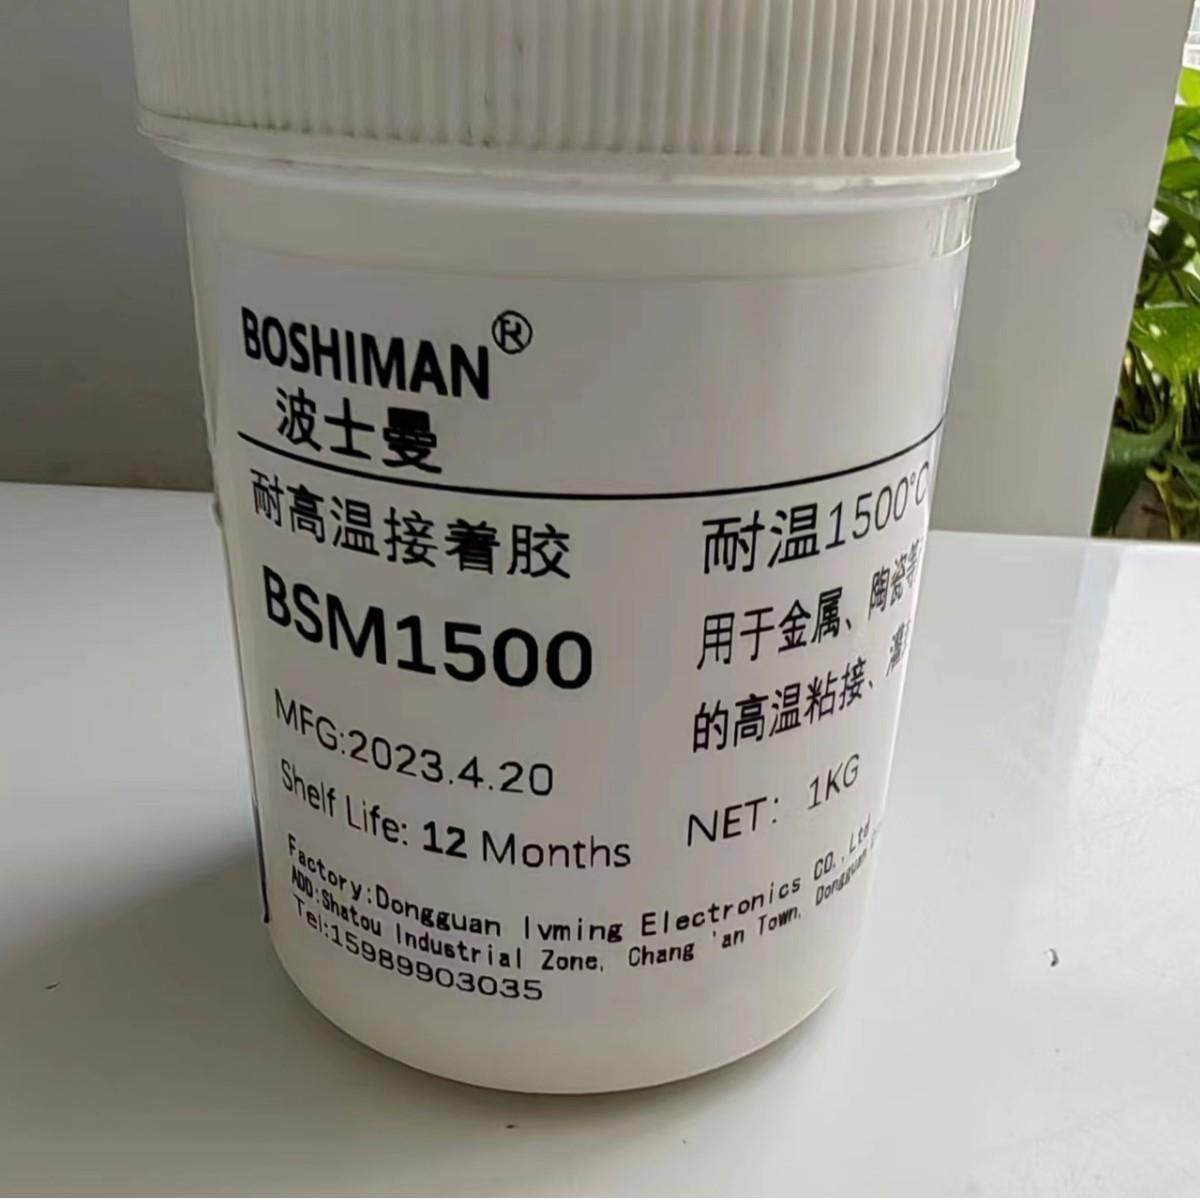 BOSHIMAN®
波士曼
耐高温接着胶
BSM1500
MFG:2023.4.20
Shelf Life: 12 Months
耐温1500℃
用于金属、陶瓷等
的高温粘接、
NET: 1KG
Factory:Dongguan lvming Electronics CO.,Ltd
ADD:Shatou Industrial Zone, Chang 'an Town, Dongguan
Tel:15989903035